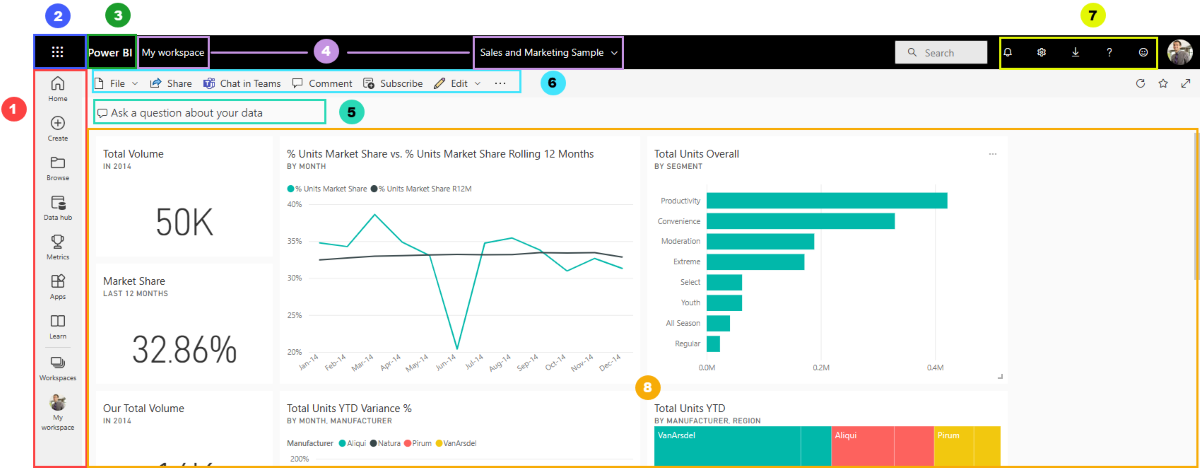 2
3
7
Power BI
My workspace
4
Sales and Marketing Sample
Search
?
1
Home
Create
Browse
Data hub
Metrics
Apps
Learn
Workspaces
My
workspace
File
Share
Chat in Teams
Comment
Subscribe
Edit
...
6
Ask a question about your data
5
Total Volume
IN 2014
50K
Market Share
LAST 12 MONTHS
32.86%
Our Total Volume
IN 2014
% Units Market Share vs. % Units Market Share Rolling 12 Months
BY MONTH
% Units Market Share
% Units Market Share R12M
40%
35%
30%
25%
20%
Jan-14
Feb-14
Mar-14
Apr-14
May-14
Jun-14
Jul-14
Aug-14
Sep-14
Oct-14
Nov-14
Dec-14
Total Units Overall
BY SEGMENT
...
Productivity
Convenience
Moderation
Extreme
Select
Youth
All Season
Regular
0.0M
0.2M
0.4M
8
Total Units YTD Variance %
BY MONTH, MANUFACTURER
Manufacturer
Aliqui
Natura
Pirum
VanArsdel
200%
Total Units YTD
BY MANUFACTURER, REGION
VanArsdel
Aliqui
Pirum